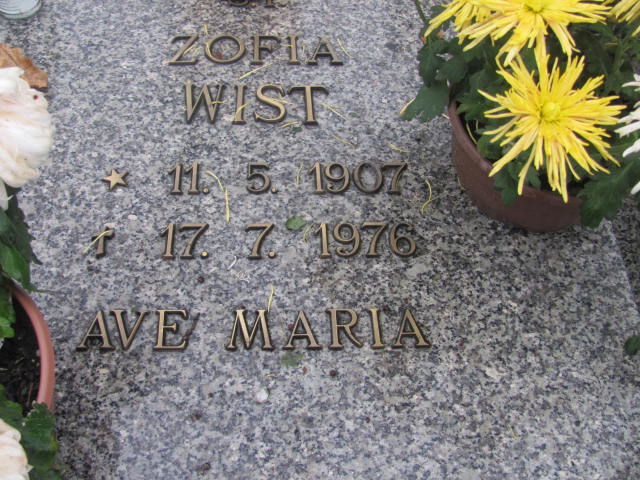 ZOFIA
WIST
* 11. 5. 1907
† 17. 7. 1976
AVE MARIA